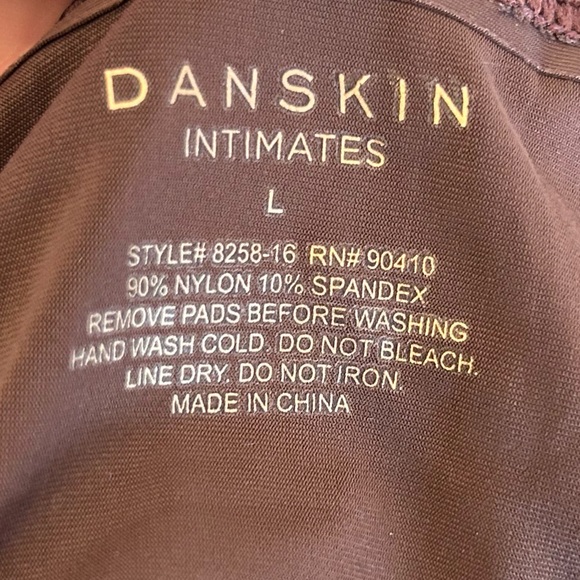 DANSKIN
INTIMATES
L
STYLE# 8258-16 RN# 90410
90% NYLON 10% SPANDEX
REMOVE PADS BEFORE WASHING
HAND WASH COLD. DO NOT BLEACH.
LINE DRY. DO NOT IRON.
MADE IN CHINA